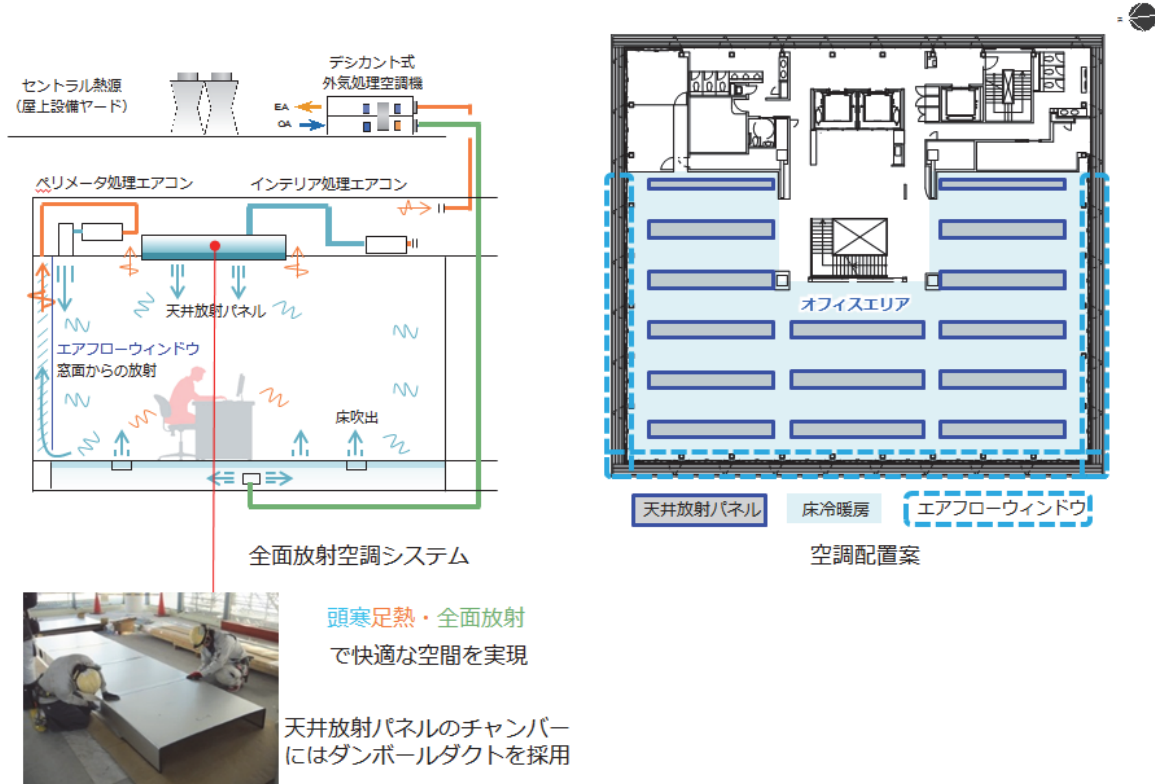 セントラル熱源
(屋上設備ヤード)
デシカント式
外気処理空調機
EA
OA
ペリメータ処理エアコン
インテリア処理エアコン
天井放射パネル
エアフローウィンドウ
窓面からの放射
床吹出
全面放射空調システム
頭寒足熱・全面放射
で快適な空間を実現
天井放射パネルのチャンバー
にはダンボールダクトを採用
オフィスエリア
天井放射パネル
床冷暖房
エアフローウィンドウ
空調配置案